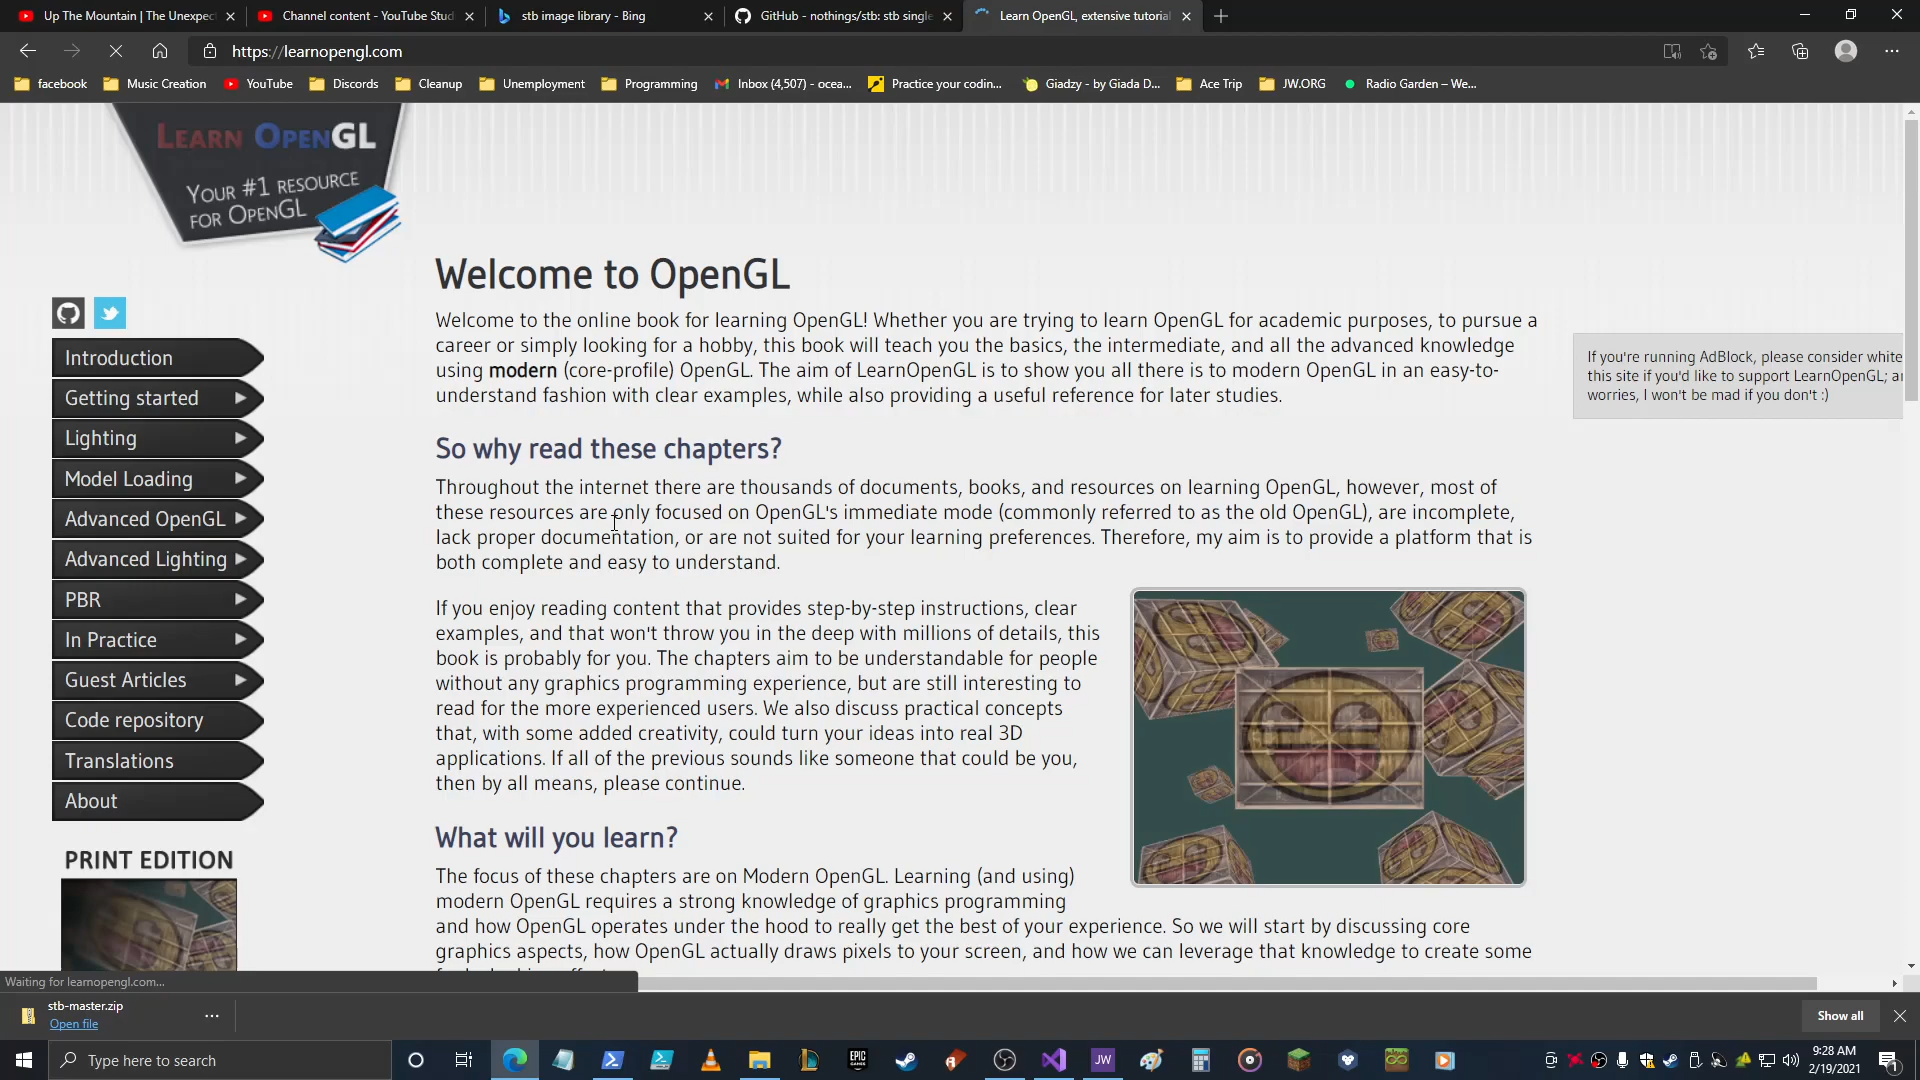 Up The Mountain | The Unexpec
Channel content - YouTube Stud
stb image library - Bing
GitHub - nothings/stb: stb single
Learn OpenGL, extensive tutorial
https://learnopengl.com
facebook
Music Creation
YouTube
Discords
Cleanup
Unemployment
Programming
Inbox (4,507) - ocea...
Practice your codin...
Giadzy - by Giada D...
Ace Trip
JW.ORG
Radio Garden – We...
LEARN OPENGL
YOUR #1 RESOURCE
FOR OPENGL
Introduction
Getting started
Lighting
Model Loading
Advanced OpenGL
Advanced Lighting
PBR
In Practice
Guest Articles
Code repository
Translations
About
PRINT EDITION
Welcome to OpenGL
Welcome to the online book for learning OpenGL! Whether you are trying to learn OpenGL for academic purposes, to pursue a
career or simply looking for a hobby, this book will teach you the basics, the intermediate, and all the advanced knowledge
using modern (core-profile) OpenGL. The aim of LearnOpenGL is to show you all there is to modern OpenGL in an easy-to-
understand fashion with clear examples, while also providing a useful reference for later studies.
So why read these chapters?
Throughout the internet there are thousands of documents, books, and resources on learning OpenGL, however, most of
these resources are only focused on OpenGL's immediate mode (commonly referred to as the old OpenGL), are incomplete,
lack proper documentation, or are not suited for your learning preferences. Therefore, my aim is to provide a platform that is
both complete and easy to understand.
If you enjoy reading content that provides step-by-step instructions, clear
examples, and that won't throw you in the deep with millions of details, this
book is probably for you. The chapters aim to be understandable for people
without any graphics programming experience, but are still interesting to
read for the more experienced users. We also discuss practical concepts
that, with some added creativity, could turn your ideas into real 3D
applications. If all of the previous sounds like someone that could be you,
then by all means, please continue.
What will you learn?
The focus of these chapters are on Modern OpenGL. Learning (and using)
modern OpenGL requires a strong knowledge of graphics programming
and how OpenGL operates under the hood to really get the best of your experience. So we will start by discussing core
graphics aspects, how OpenGL actually draws pixels to your screen, and how we can leverage that knowledge to create some
If you're running AdBlock, please consider white
this site if you'd like to support LearnOpenGL; a
worries, I won't be mad if you don't :)
Waiting for learnopengl.com...
stb-master.zip
Open file
Show all
Type here to search
EPIC
GAMES
JW
9:28 AM
2/19/2021
1